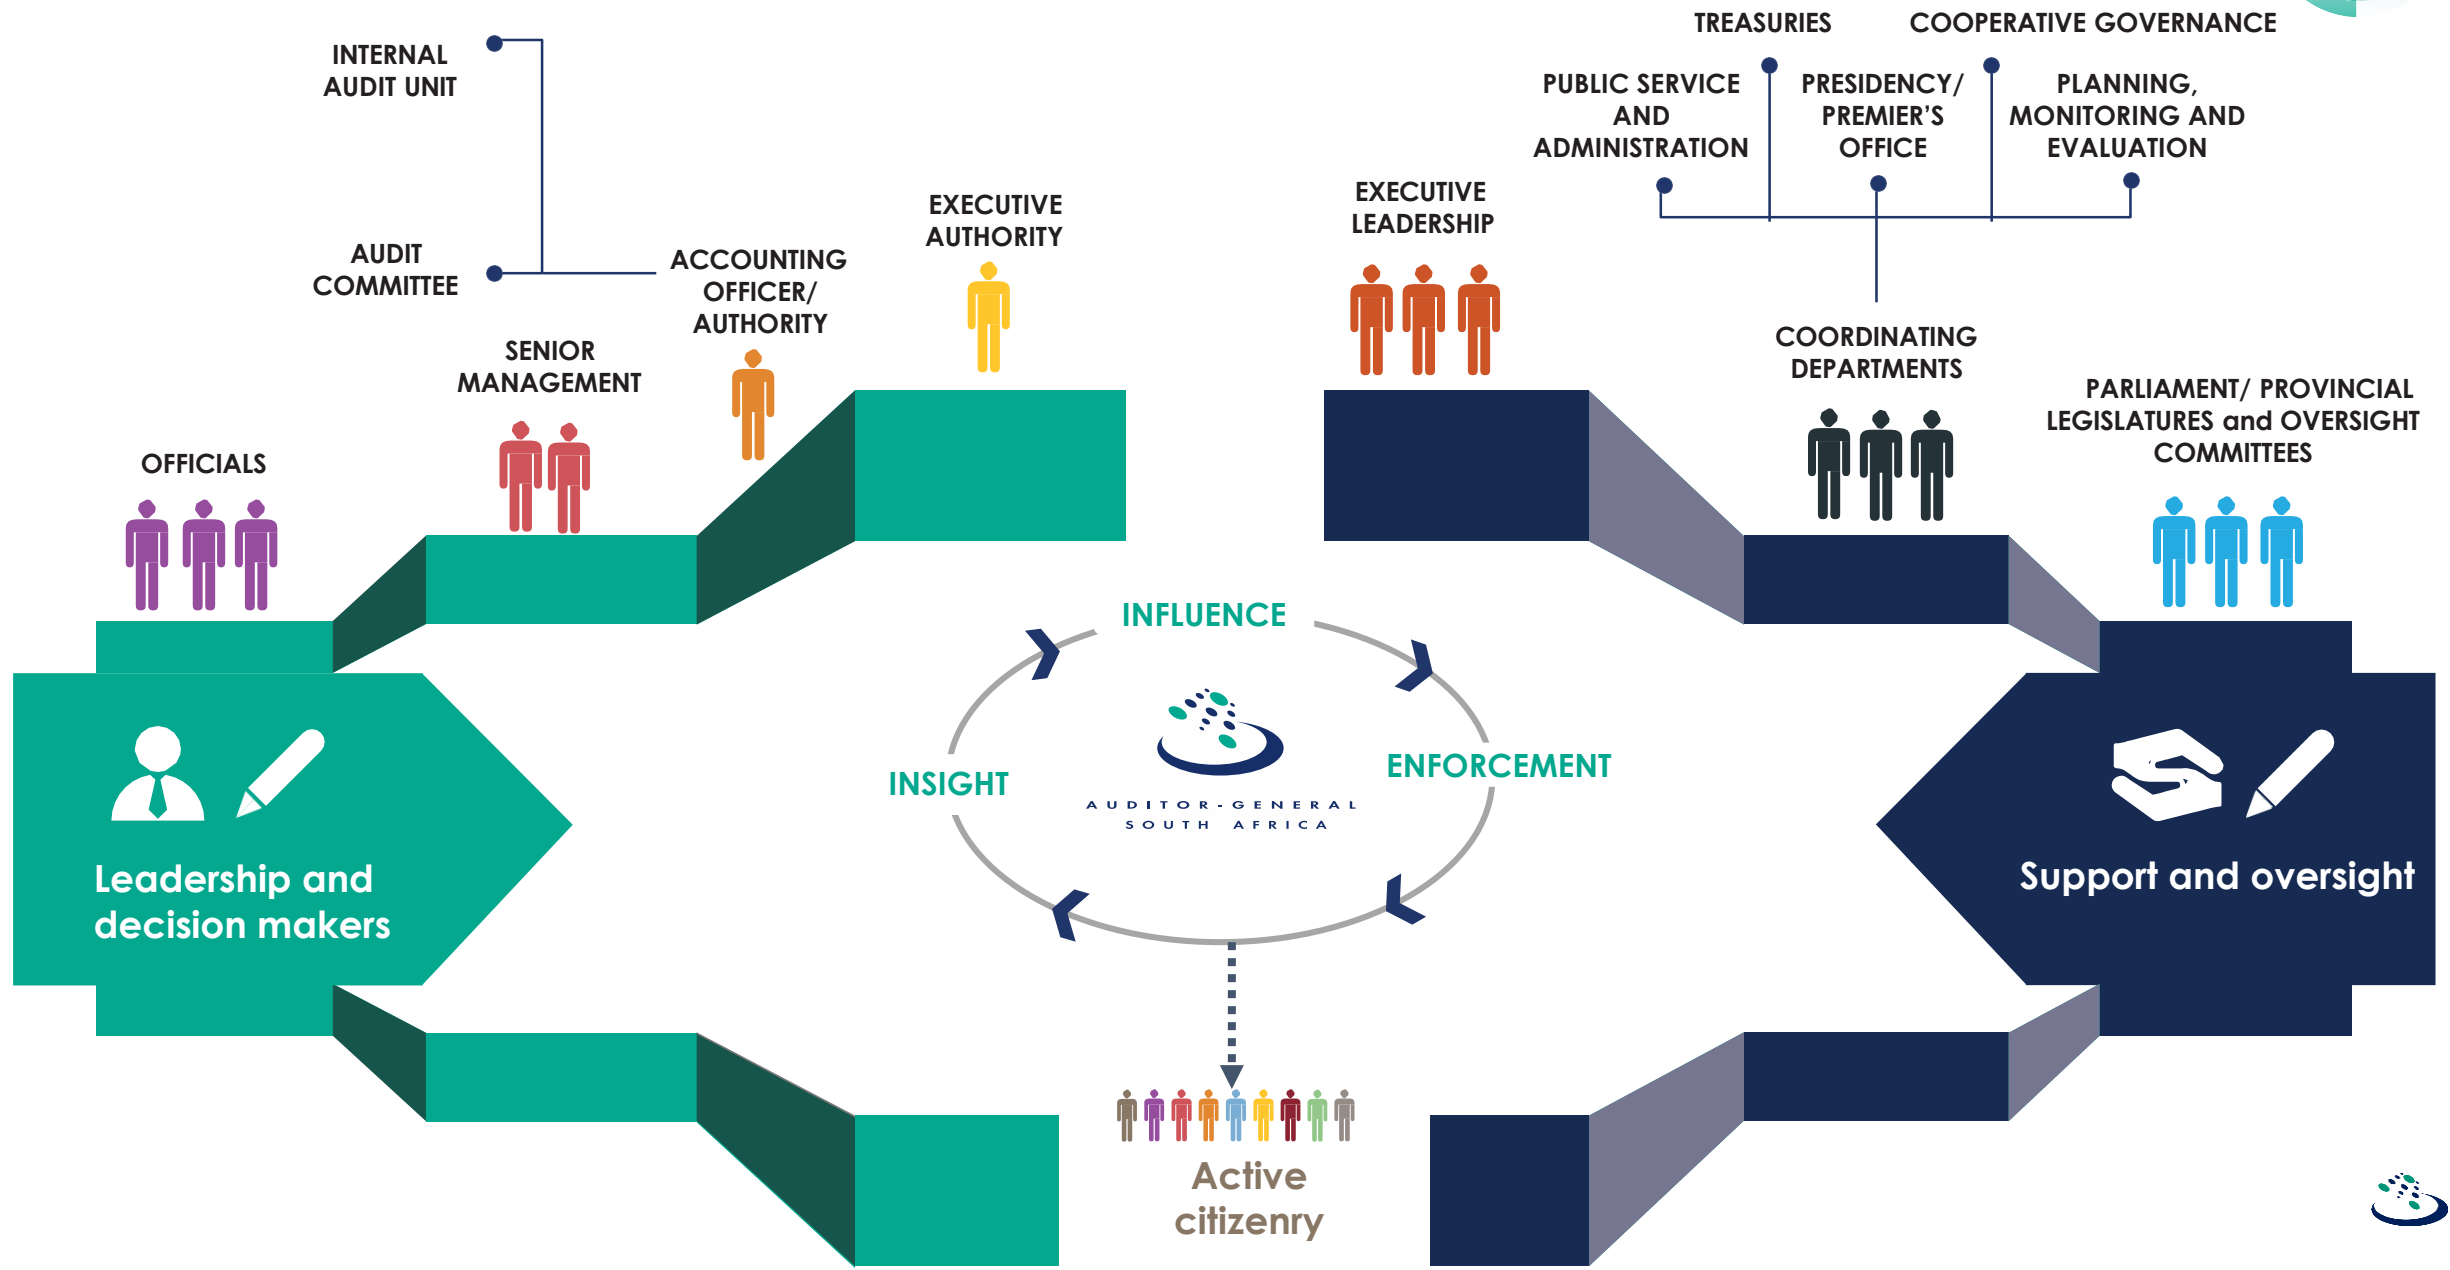 INTERNAL
AUDIT UNIT
AUDIT
COMMITTEE
OFFICIALS
SENIOR
MANAGEMENT
ACCOUNTING
OFFICER/
AUTHORITY
EXECUTIVE
AUTHORITY
EXECUTIVE
LEADERSHIP
TREASURIES
COOPERATIVE GOVERNANCE
PUBLIC SERVICE
AND
ADMINISTRATION
PRESIDENCY/
PREMIER'S
OFFICE
PLANNING,
MONITORING AND
EVALUATION
COORDINATING
DEPARTMENTS
PARLIAMENT/ PROVINCIAL
LEGISLATURES and OVERSIGHT
COMMITTEES
INFLUENCE
INSIGHT
ENFORCEMENT
AUDITOR-GENERAL
SOUTH AFRICA
Leadership and
decision makers
Support and oversight
Active
citizenry